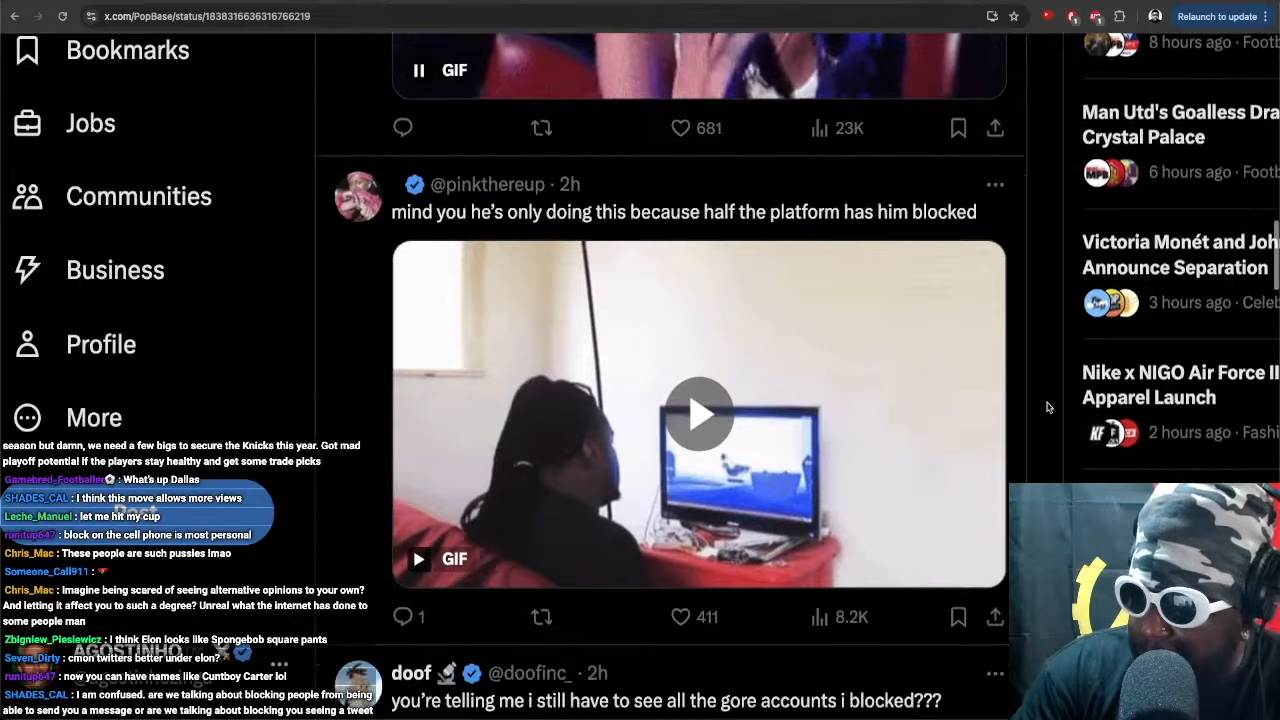 x.com/PopBase/status/1838316636316766219
Relaunch to update
Bookmarks
Jobs
Communities
Business
Profile
More
GIF
681
23K
@pinkthereup · 2h
mind you he's only doing this because half the platform has him blocked
GIF
1
411
8.2K
doof @doofinc_ · 2h
you're telling me i still have to see all the gore accounts i blocked???
8 hours ago · Footb
Man Utd's Goalless Dra
Crystal Palace
6 hours ago · Footb
Victoria Monét and Joh
Announce Separation
3 hours ago · Celeb
Nike x NIGO Air Force II
Apparel Launch
2 hours ago · Fashi
season but damn, we need a few bigs to secure the Knicks this year. Got mad
playoff potential if the players stay healthy and get some trade picks
Gamebred_Footballer : What's up Dallas
SHADES_CAL : I think this move allows more views
Leche_Manuel : let me hit my cup
runitup647 : block on the cell phone is most personal
Chris_Mac : These people are such pussies lmao
Someone_Call911 :
Chris_Mac : Imagine being scared of seeing alternative opinions to your own?
And letting it affect you to such a degree? Unreal what the internet has done to
some people man
Zbigniew_Piesiewicz : I think Elon looks like Spongebob square pants
AGOSTINHO
Seven_Dirty : cmon twitters better under elon?
runitup647 : now you can have names like Cuntboy Carter lol
SHADES_CAL : I am confused. are we talking about blocking people from being
able to send you a message or are we talking about blocking you seeing a tweet